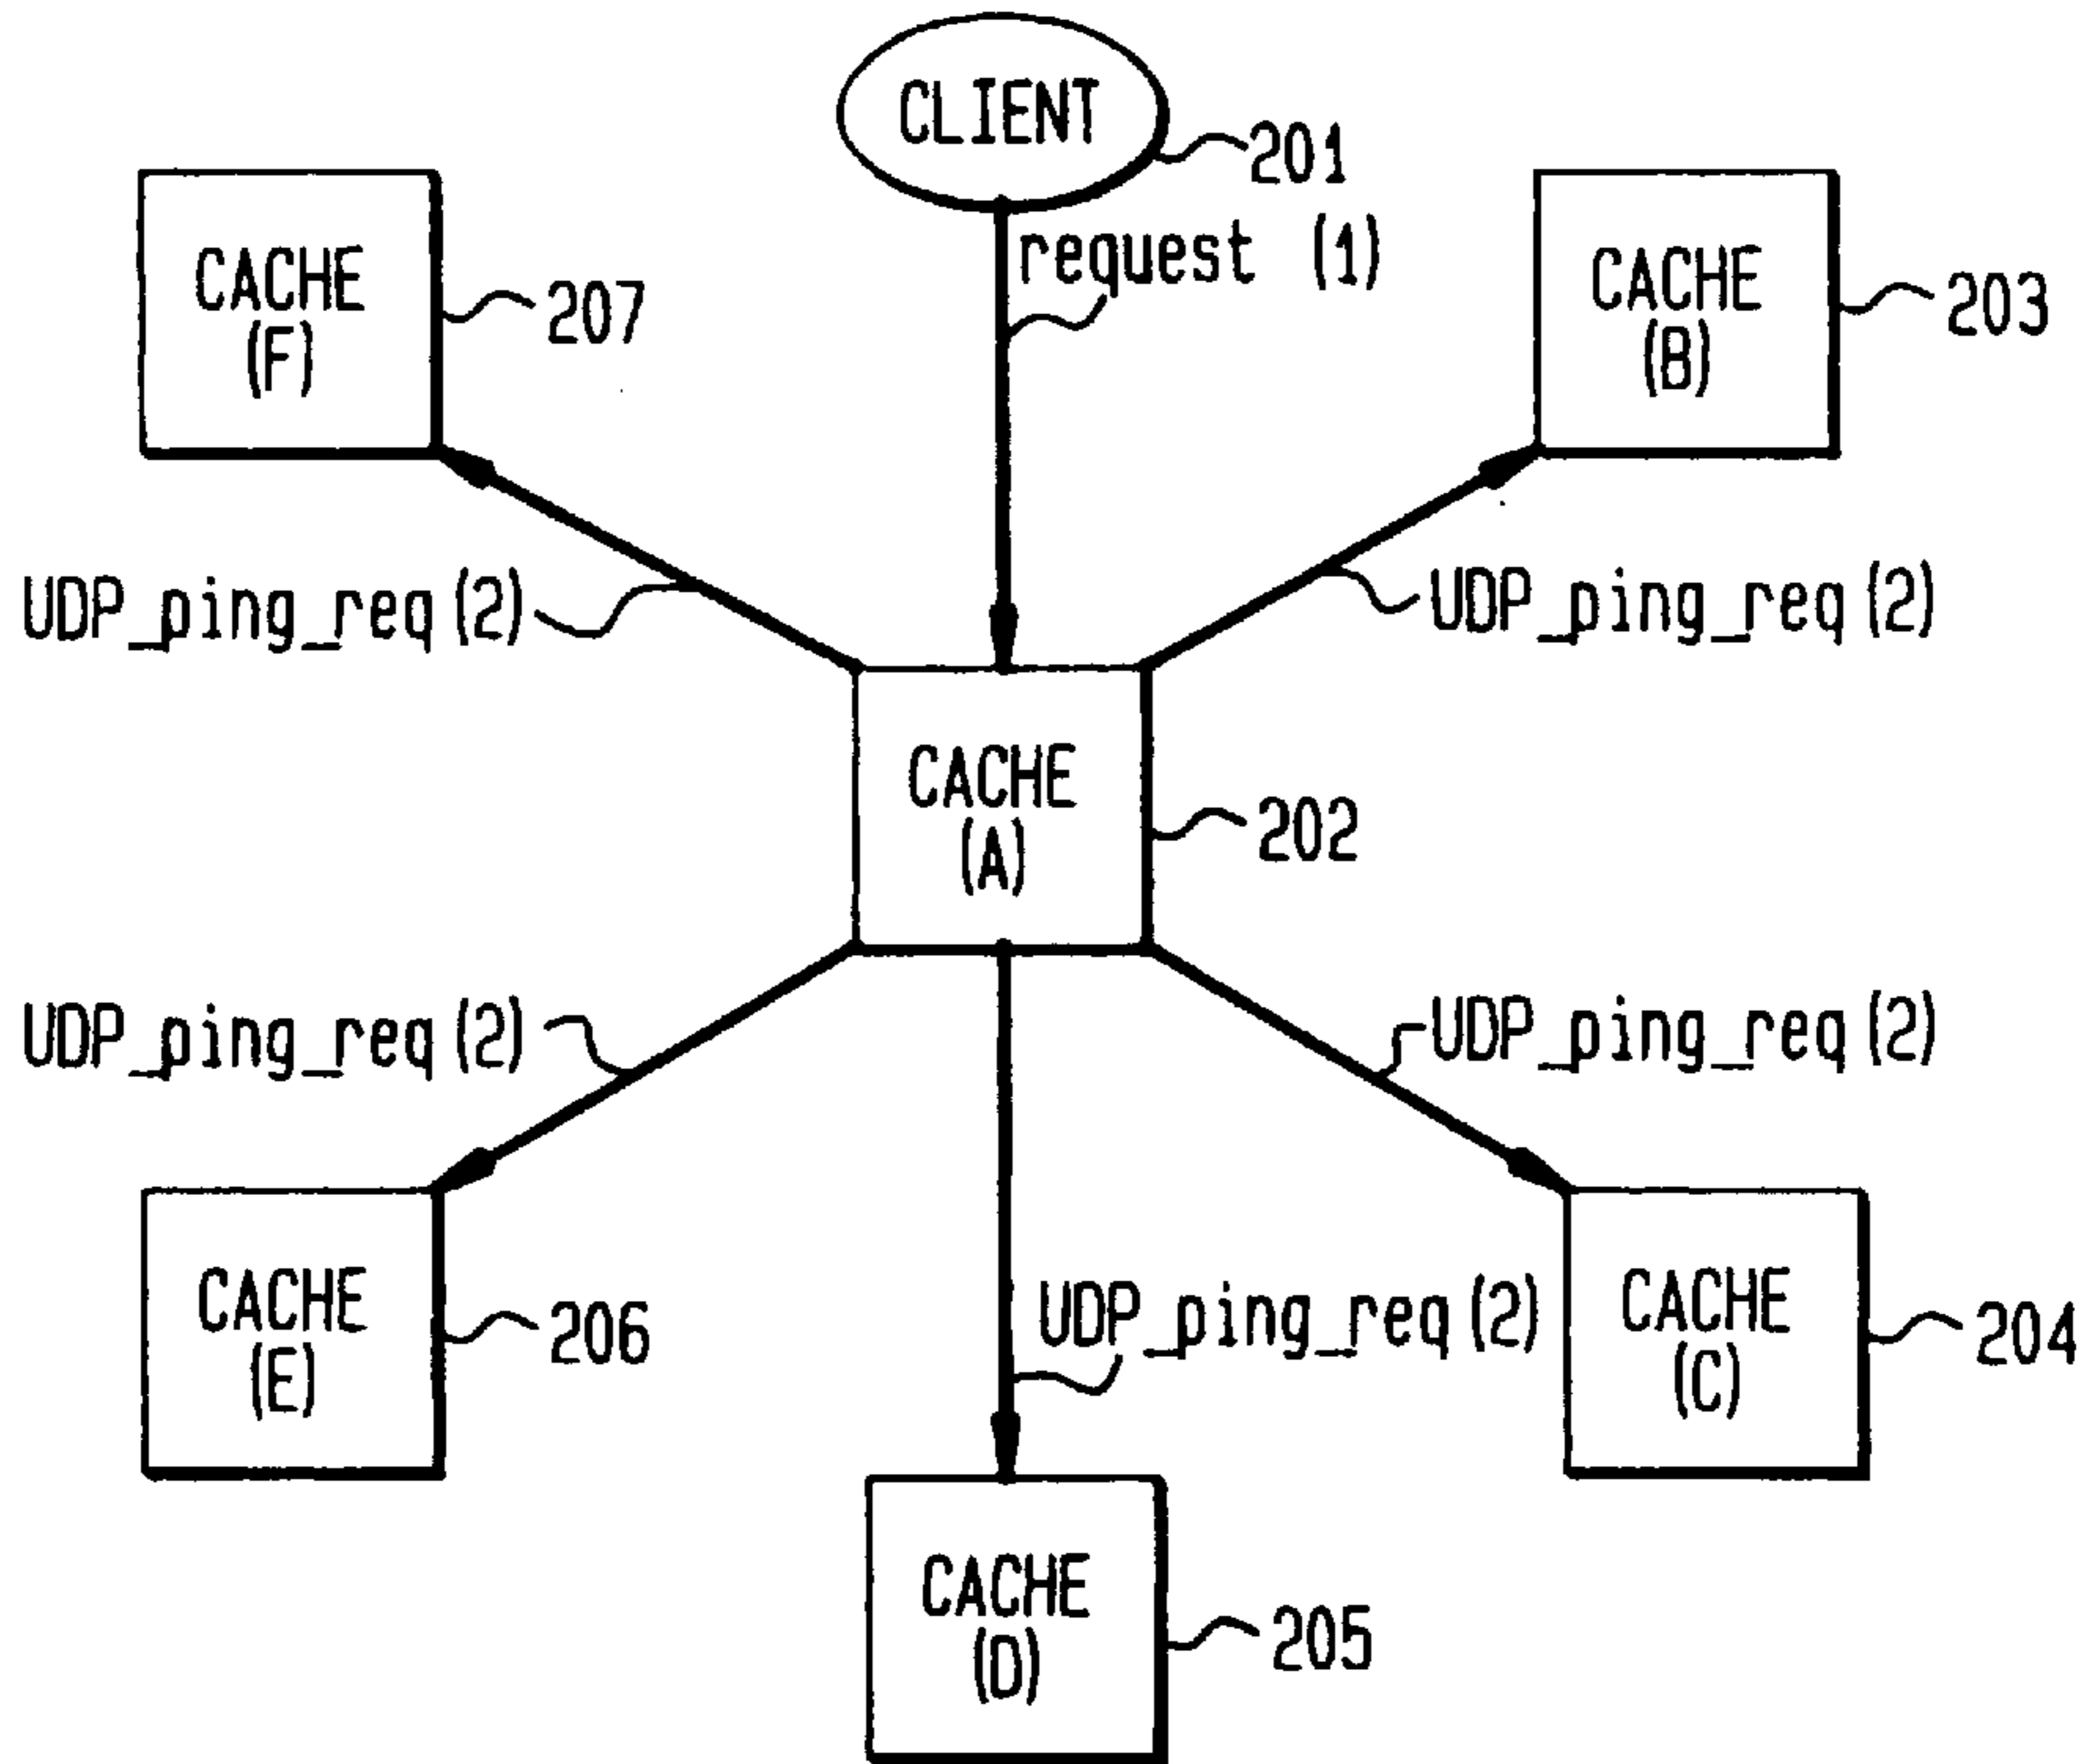 CLIENT
201
request (1)
CACHE
(F)
207
CACHE
(B)
203
UDP_ping_req(2)
UDP_ping_req(2)
CACHE
(A)
202
UDP_ping_req(2)
UDP_ping_req(2)
CACHE
(E)
206
UDP_ping_req(2)
CACHE
(C)
204
CACHE
(D)
205